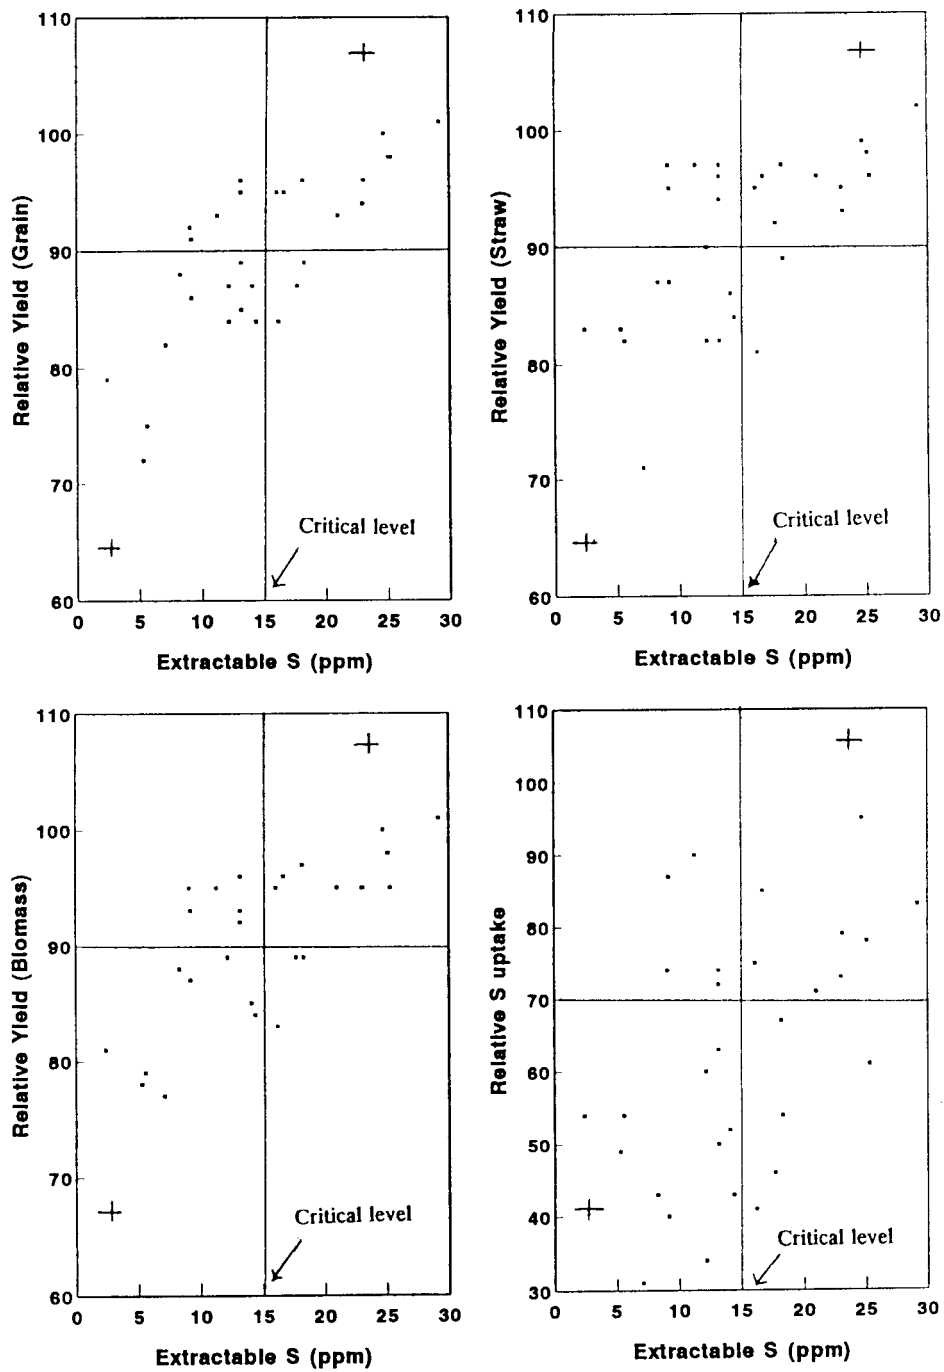 110
100
90
80
70
60
Relative Yield (Grain)
Critical level
0 5 10 15 20 25 30
Extractable S (ppm)
110
100
90
80
70
60
Relative Yield (Straw)
Critical level
0 5 10 15 20 25 30
Extractable S (ppm)
110
100
90
80
70
60
Relative Yield (Biomass)
Critical level
0 5 10 15 20 25 30
Extractable S (ppm)
110
100
90
80
70
60
50
40
30
Relative S uptake
Critical level
0 5 10 15 20 25 30
Extractable S (ppm)